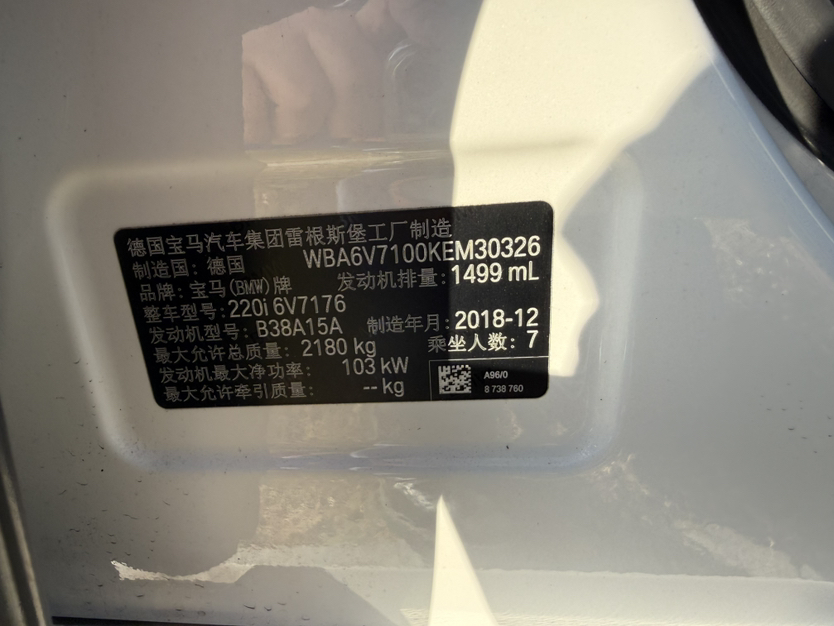 德国宝马汽车集团雷根斯堡工厂制造
制造国：德国 WBA6V7100KEM30326
品牌：宝马(BMW)牌 发动机排量：1499 mL
整车型号：220i 6V7176
发动机型号：B38A15A 制造年月：2018-12
最大允许总质量： 2180 kg 乘坐人数：7
发动机最大净功率： 103 kW
最大允许牵引质量： -- kg
A96/0
8 738 760